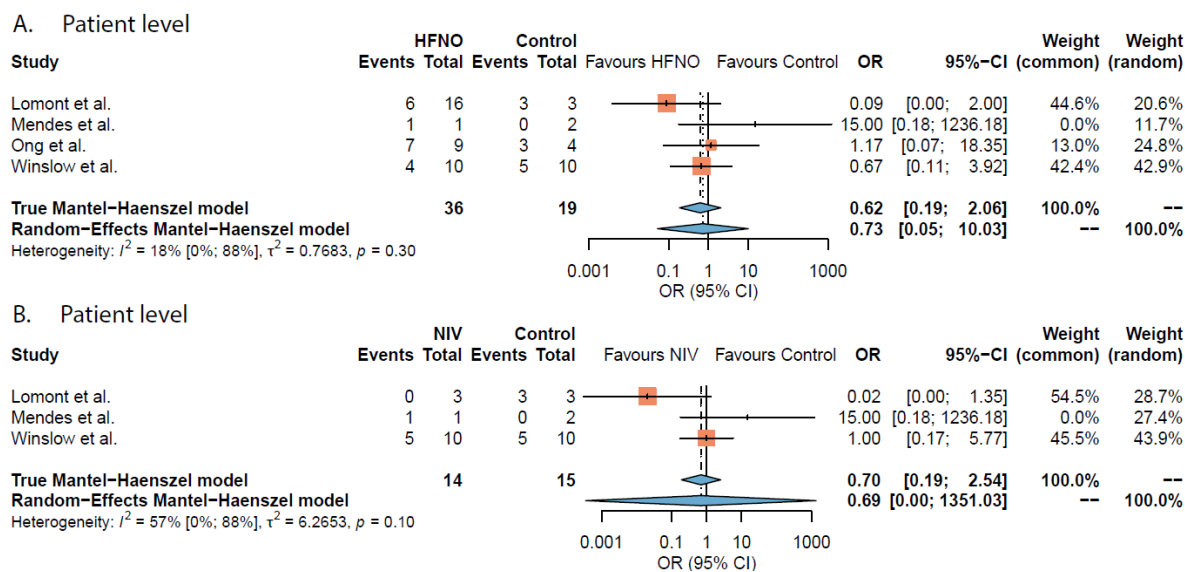 A. Patient level
HFNO Control Weight Weight
Study Events Total Events Total Favours HFNO Favours Control OR 95%−CI (common) (random)
Lomont et al. 6 16 3 3 0.09 [0.00; 2.00] 44.6% 20.6%
Mendes et al. 1 1 0 2 15.00 [0.18; 1236.18] 0.0% 11.7%
Ong et al. 7 9 3 4 1.17 [0.07; 18.35] 13.0% 24.8%
Winslow et al. 4 10 5 10 0.67 [0.11; 3.92] 42.4% 42.9%
True Mantel−Haenszel model 36 19 0.62 [0.19; 2.06] 100.0% −−
Random−Effects Mantel−Haenszel model 0.73 [0.05; 10.03] −− 100.0%
Heterogeneity: I² = 18% [0%; 88%], τ² = 0.7683, p = 0.30
0.001 0.1 1 10 1000
OR (95% CI)
B. Patient level
NIV Control Weight Weight
Study Events Total Events Total Favours NIV Favours Control OR 95%−CI (common) (random)
Lomont et al. 0 3 3 3 0.02 [0.00; 1.35] 54.5% 28.7%
Mendes et al. 1 1 0 2 15.00 [0.18; 1236.18] 0.0% 27.4%
Winslow et al. 5 10 5 10 1.00 [0.17; 5.77] 45.5% 43.9%
True Mantel−Haenszel model 14 15 0.70 [0.19; 2.54] 100.0% −−
Random−Effects Mantel−Haenszel model 0.69 [0.00; 1351.03] −− 100.0%
Heterogeneity: I² = 57% [0%; 88%], τ² = 6.2653, p = 0.10
0.001 0.1 1 10 1000
OR (95% CI)